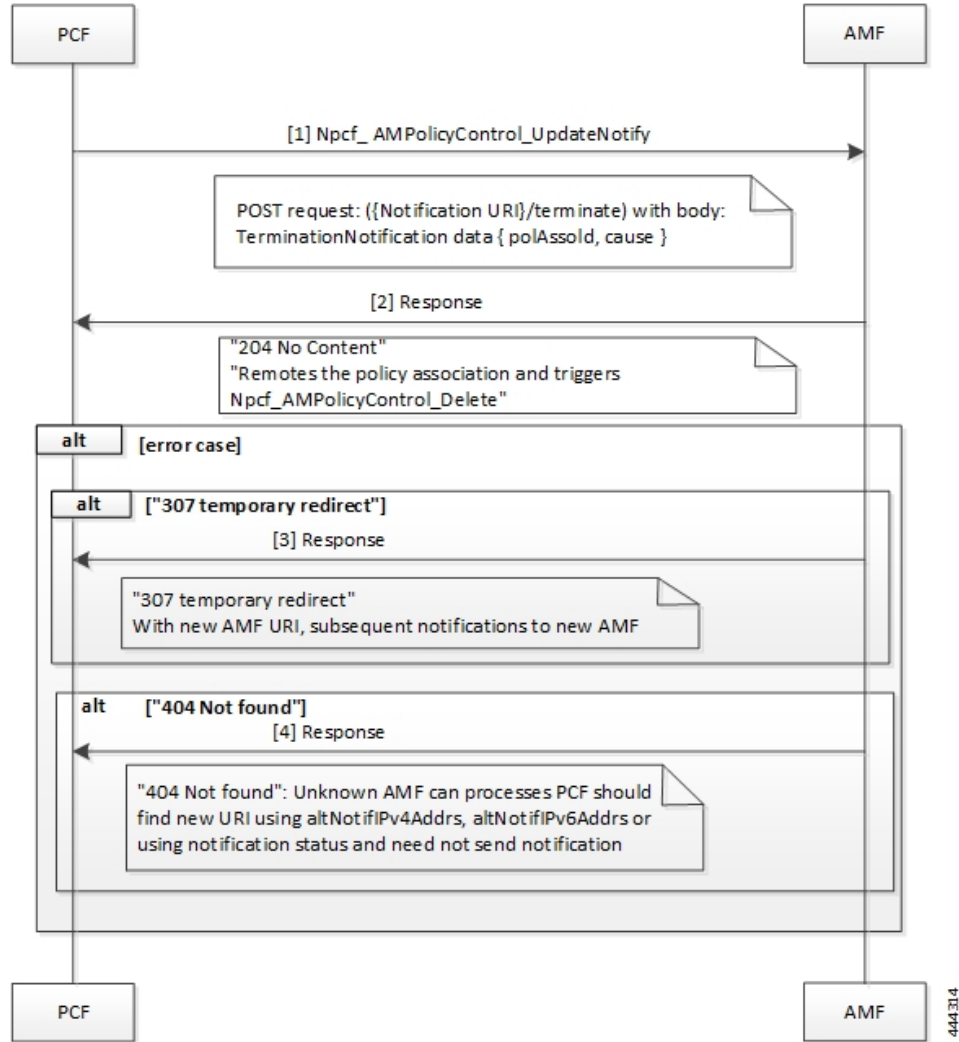 PCF
AMF
[1] Npcf_ AMPolicyControl_UpdateNotify
POST request: ({Notification URI}/terminate) with body:
TerminationNotification data { polAssoId, cause }
[2] Response
"204 No Content"
"Remotes the policy association and triggers
Npcf_AMPolicyControl_Delete"
alt
[error case]
alt
["307 temporary redirect"]
[3] Response
"307 temporary redirect"
With new AMF URI, subsequent notifications to new AMF
alt
["404 Not found"]
[4] Response
"404 Not found": Unknown AMF can processes PCF should
find new URI using altNotifIPv4Addrs, altNotifIPv6Addrs or
using notification status and need not send notification
PCF
AMF
444314